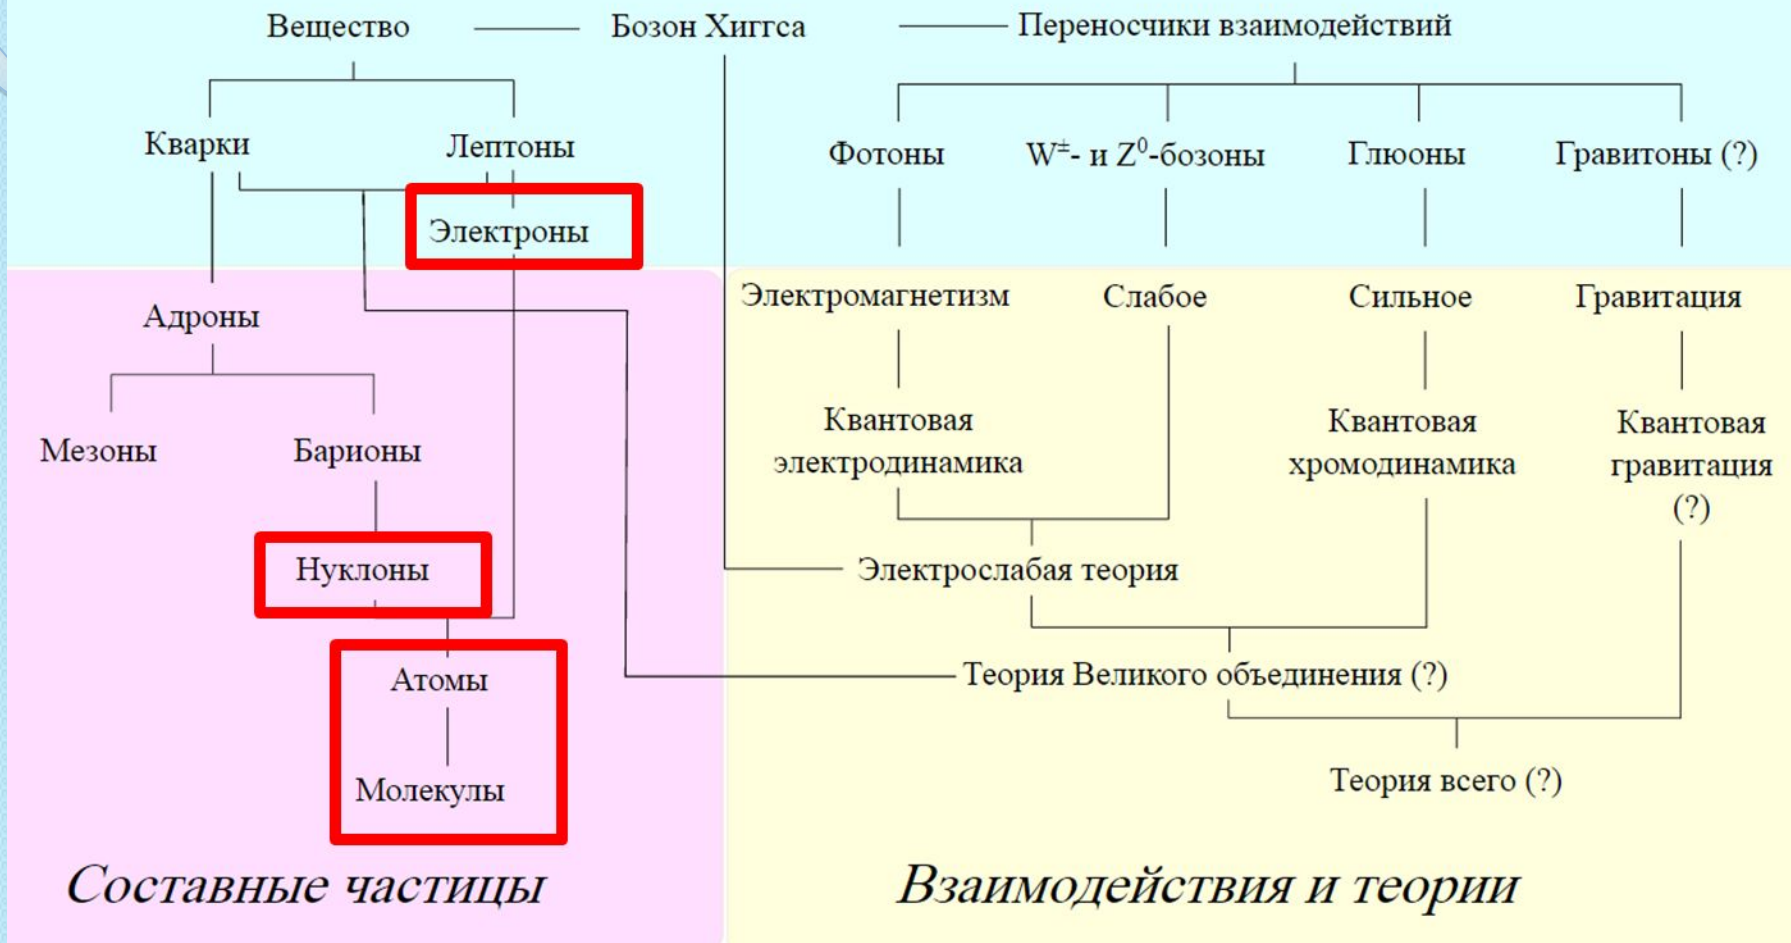 Вещество
Бозон Хиггса
Переносчики взаимодействий
Кварки
Лептоны
Фотоны
W±- и Z⁰-бозоны
Глюоны
Гравитоны (?)
Электроны
Адроны
Электромагнетизм
Слабое
Сильное
Гравитация
Мезоны
Барионы
Квантовая
электродинамика
Квантовая
хромодинамика
Квантовая
гравитация
(?)
Нуклоны
Электрослабая теория
Атомы
Теория Великого объединения (?)
Молекулы
Теория всего (?)
Составные частицы
Взаимодействия и теории